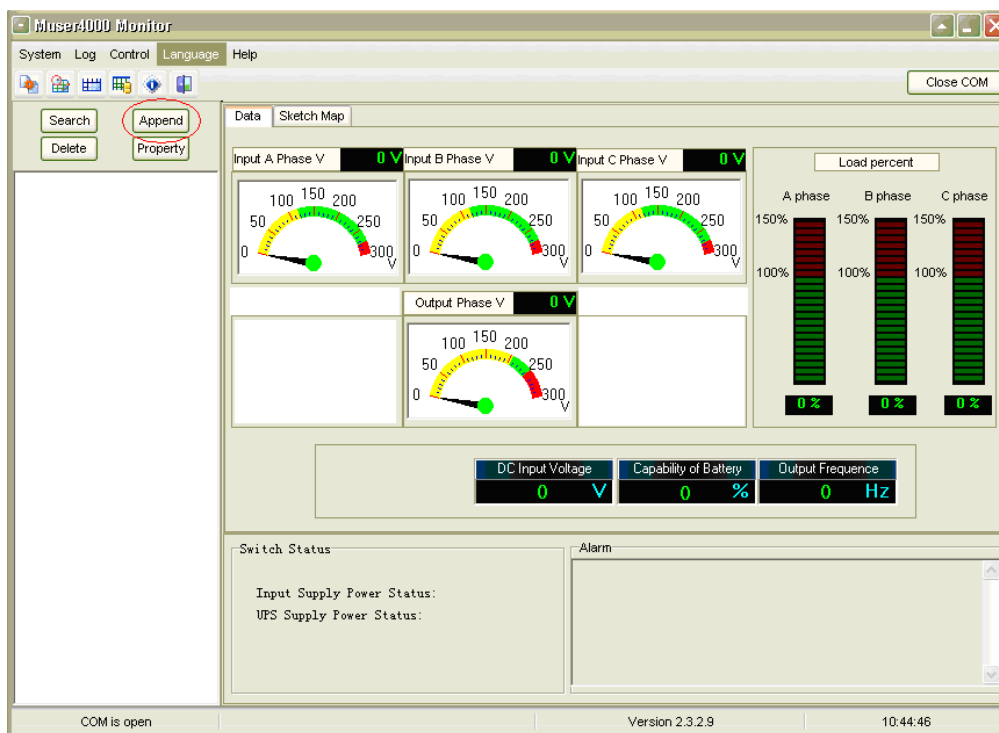 Muser4000 Monitor
System Log Control Language Help
Close COM
Search Append
Delete Property
Data Sketch Map
Input A Phase V 0 V Input B Phase V 0 V Input C Phase V 0 V
0 50 100 150 200 250 300 V
0 50 100 150 200 250 300 V
0 50 100 150 200 250 300 V
Output Phase V 0 V
0 50 100 150 200 250 300 V
Load percent
A phase B phase C phase
150% 150% 150%
100% 100% 100%
0 % 0 % 0 %
DC Input Voltage Capability of Battery Output Frequence
0 V 0 % 0 Hz
Switch Status
Input Supply Power Status:
UPS Supply Power Status:
Alarm
COM is open Version 2.3.2.9 10:44:46